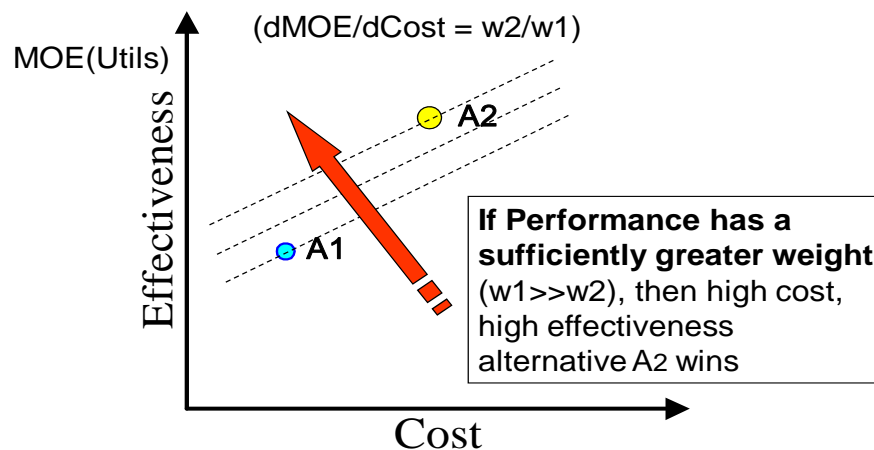 (dMOE/dCost = w2/w1)
MOE(Utils)
Effectiveness
A2
A1
If Performance has a
sufficiently greater weight
(w1>>w2), then high cost,
high effectiveness
alternative A2 wins
Cost